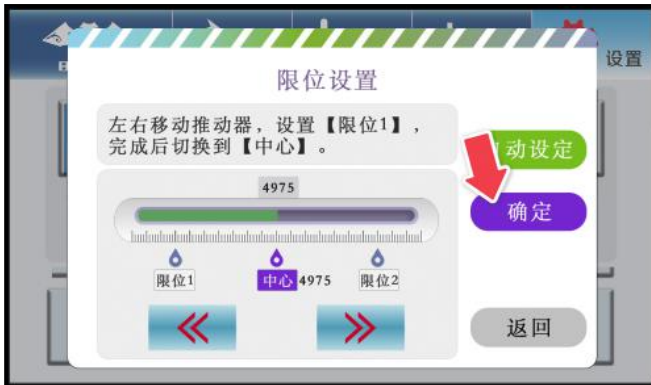 设置
限位设置
左右移动推动器，设置【限位1】，
完成后切换到【中心】。
动设定
4975
确定
限位1
中心 4975
限位2
返回